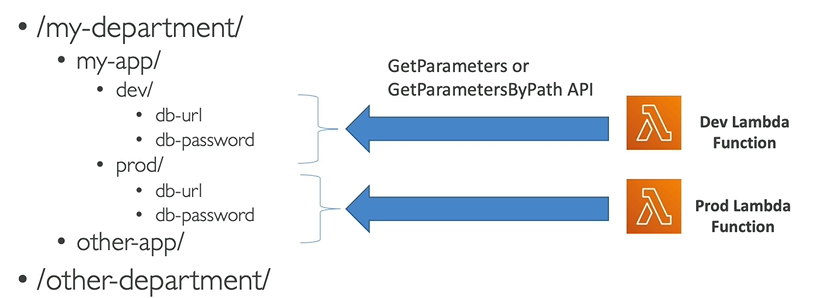 • /my-department/
• my-app/
• dev/
• db-url
• db-password
• prod/
• db-url
• db-password
• other-app/
• /other-department/
GetParameters or
GetParametersByPath API
Dev Lambda
Function
Prod Lambda
Function